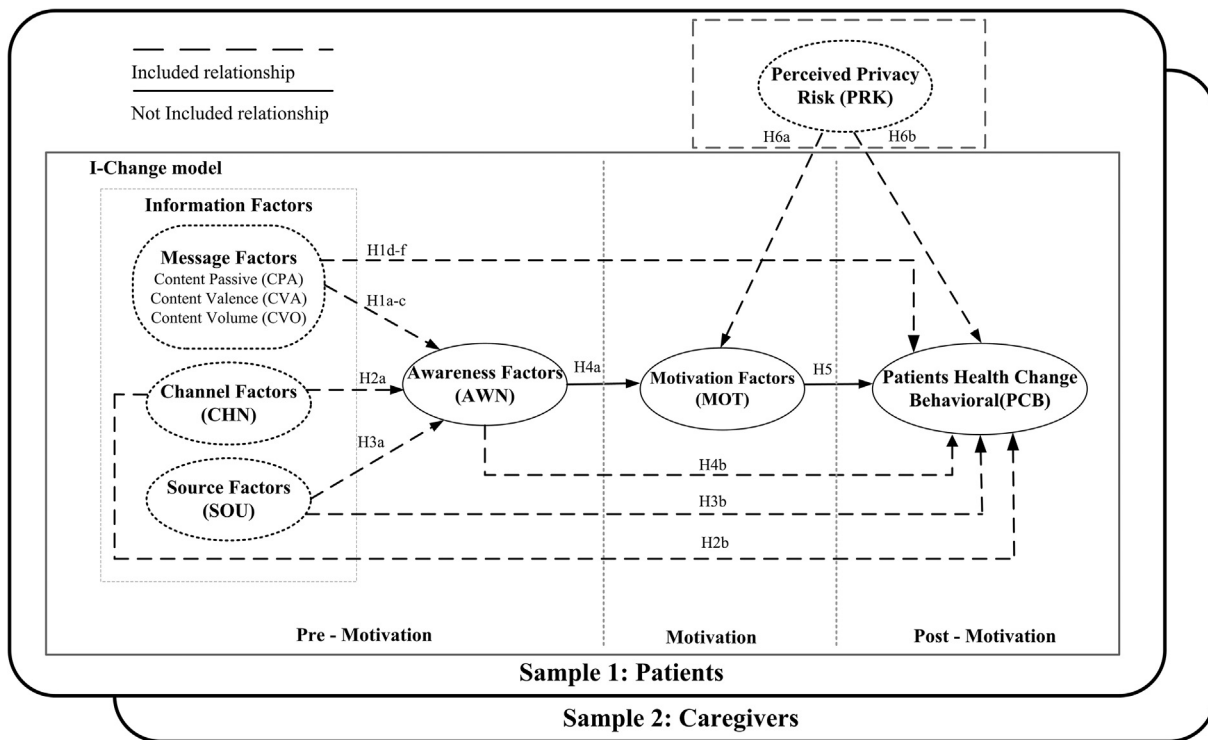 Included relationship
Not Included relationship
Perceived Privacy
Risk (PRK)
H6a
H6b
I-Change model
Information Factors
Message Factors
Content Passive (CPA)
Content Valence (CVA)
Content Volume (CVO)
H1d-f
H1a-c
Channel Factors
(CHN)
H2a
Awareness Factors
(AWN)
H4a
Motivation Factors
(MOT)
H5
Patients Health Change
Behavioral(PCB)
H3a
Source Factors
(SOU)
H4b
H3b
H2b
Pre - Motivation
Motivation
Post - Motivation
Sample 1: Patients
Sample 2: Caregivers